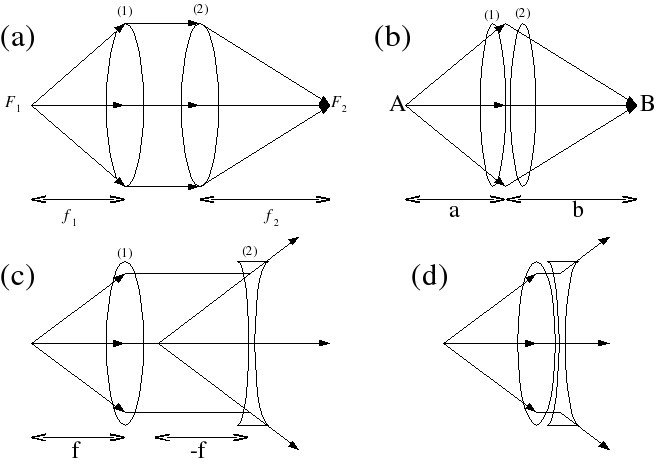 (a) (1) (2)
F1 F2
f1 f2
(b) (1) (2)
A B
a b
(c) (1) (2)
f -f
(d)